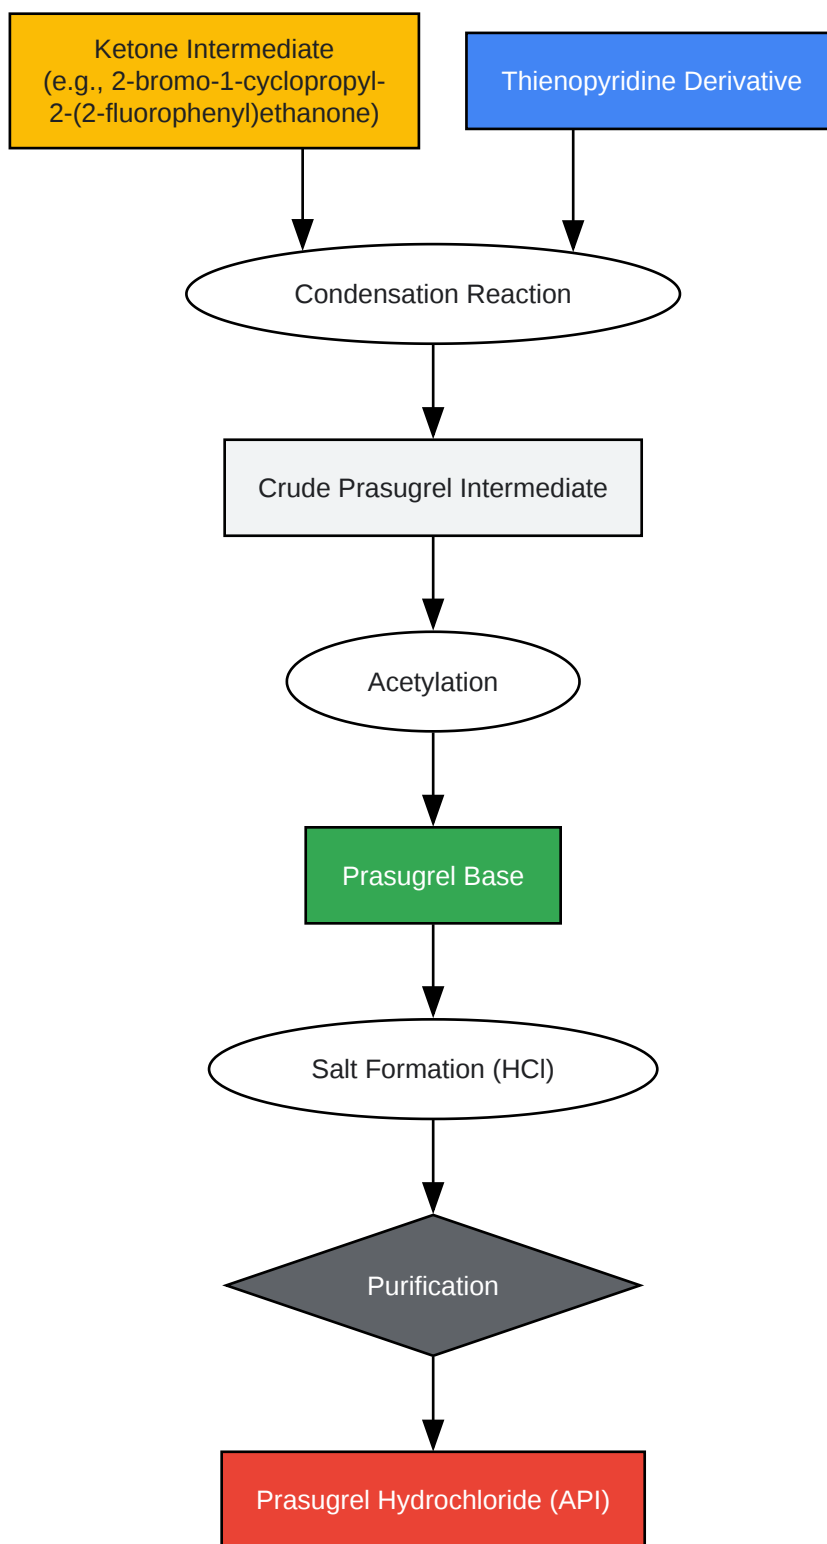 Ketone Intermediate
(e.g., 2-bromo-1-cyclopropyl-
2-(2-fluorophenyl)ethanone)
Thienopyridine Derivative
Condensation Reaction
Crude Prasugrel Intermediate
Acetylation
Prasugrel Base
Salt Formation (HCl)
Purification
Prasugrel Hydrochloride (API)